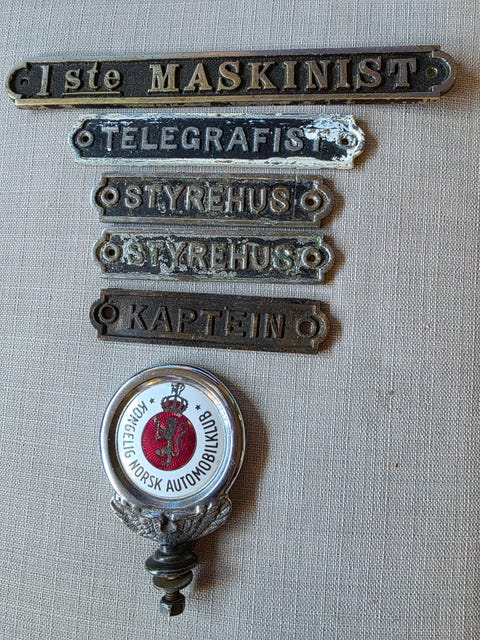 1ste MASKINIST
TELEGRAFIST
STYREHUS
STYREHUS
KAPTEIN
★ KONGELIG NORSK AUTOMOBILKLUB ★